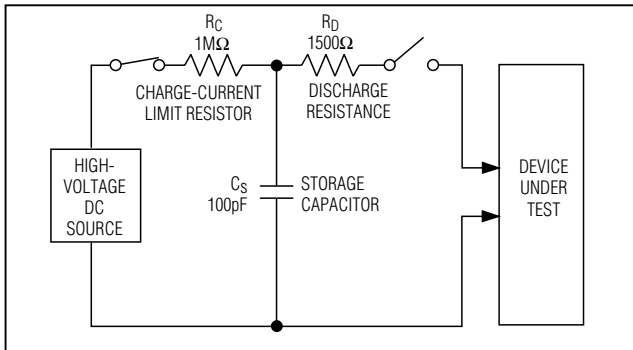 RC
1MΩ
CHARGE-CURRENT
LIMIT RESISTOR
RD
1500Ω
DISCHARGE
RESISTANCE
HIGH-
VOLTAGE
DC
SOURCE
CS
100pF
STORAGE
CAPACITOR
DEVICE
UNDER
TEST